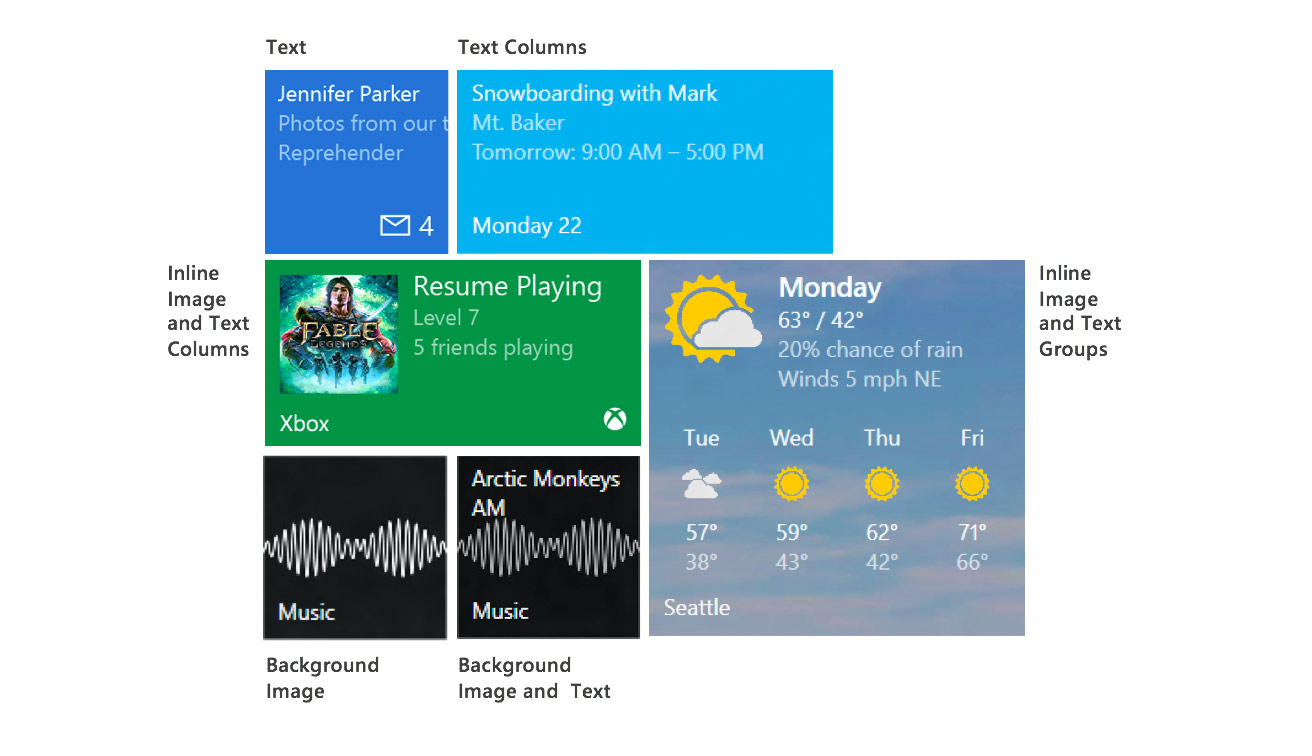 Text
Text Columns
Jennifer Parker
Photos from our t
Reprehender
4
Snowboarding with Mark
Mt. Baker
Tomorrow: 9:00 AM – 5:00 PM
Monday 22
Inline
Image
and Text
Columns
FABLE
LEGENDS
Resume Playing
Level 7
5 friends playing
Xbox
Monday
63° / 42°
20% chance of rain
Winds 5 mph NE
Tue Wed Thu Fri
57° 59° 62° 71°
38° 43° 42° 66°
Seattle
Inline
Image
and Text
Groups
Music
Arctic Monkeys
AM
Music
Background
Image
Background
Image and Text